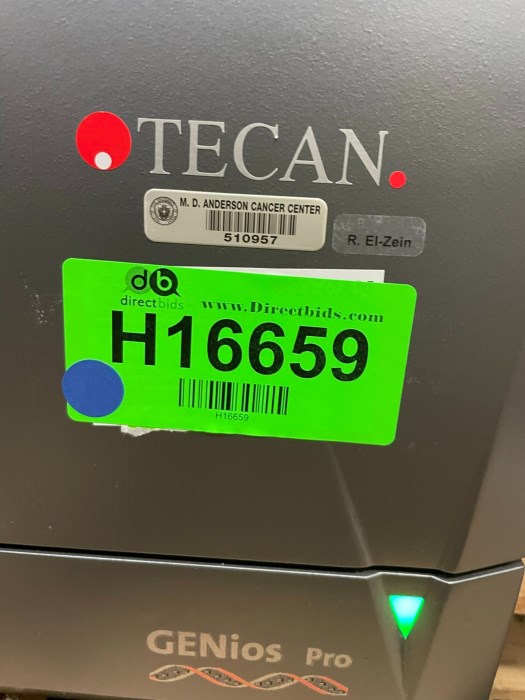 TECAN.
M. D. ANDERSON CANCER CENTER
510957
R. El-Zein
db
directbids
www.Directbids.com
H16659
H16659
GENios Pro